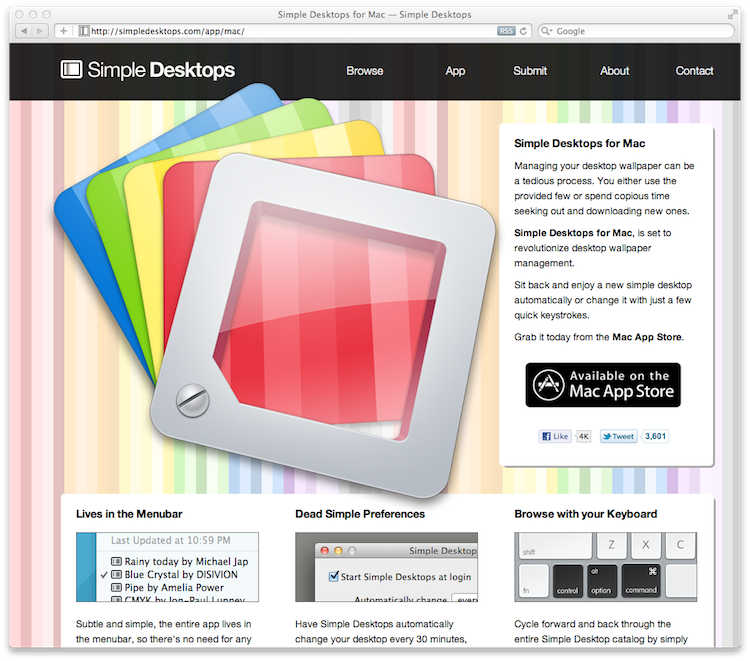 Simple Desktops for Mac — Simple Desktops
http://simpledesktops.com/app/mac/
RSS
Google
Simple Desktops
Browse
App
Submit
About
Contact
Simple Desktops for Mac
Managing your desktop wallpaper can be
a tedious process. You either use the
provided few or spend copious time
seeking out and downloading new ones.
Simple Desktops for Mac, is set to
revolutionize desktop wallpaper
management.
Sit back and enjoy a new simple desktop
automatically or change it with just a few
quick keystrokes.
Grab it today from the Mac App Store.
Available on the
Mac App Store
Like
4K
Tweet
3,601
Lives in the Menubar
Last Updated at 10:59 PM
Rainy today by Michael Jap
✓ Blue Crystal by DISIVION
Pipe by Amelia Power
CMYK by Jon-Paul Lunney
Subtle and simple, the entire app lives in
the menubar, so there's no need for any
Dead Simple Preferences
Simple Desktop
Start Simple Desktops at login
Automatically change
every
Have Simple Desktops automatically
change your desktop every 30 minutes,
Browse with your Keyboard
shift
Z
X
C
fn
control
alt
option
⌘
command
Cycle forward and back through the
entire Simple Desktop catalog by simply